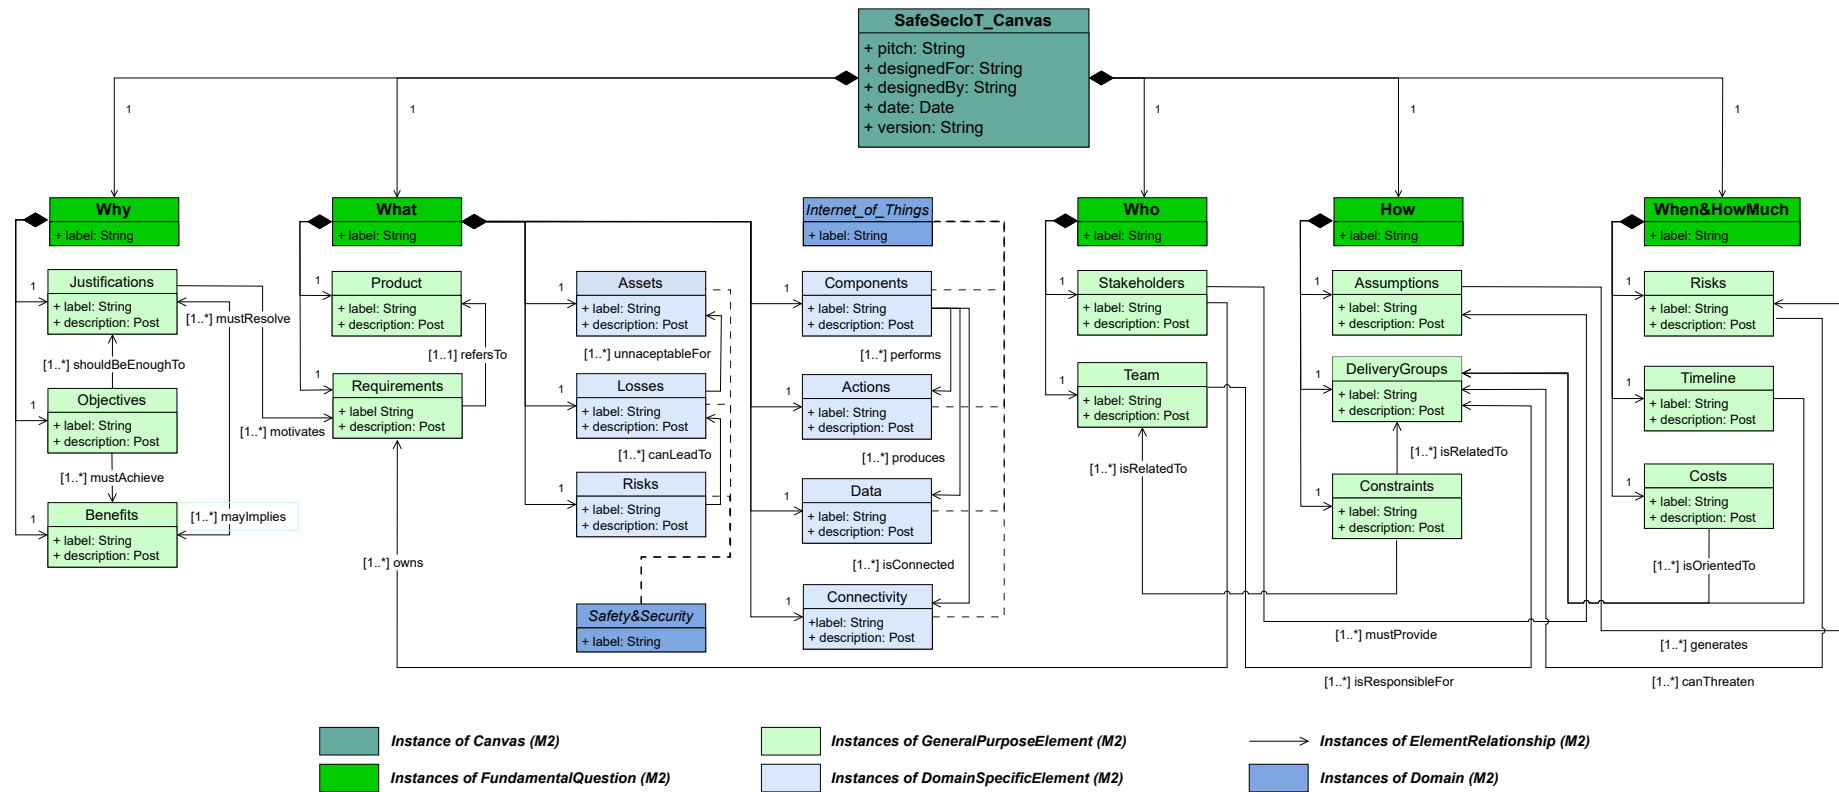 SafeSecIoT_Canvas
+ pitch: String
+ designedFor: String
+ designedBy: String
+ date: Date
+ version: String
1
1
1
1
1
Why
+ label: String
What
+ label: String
Internet_of_Things
+ label: String
Who
+ label: String
How
+ label: String
When&HowMuch
+ label: String
1
Justifications
+ label: String
+ description: Post
[1..*] mustResolve
[1..*] shouldBeEnoughTo
1
Objectives
+ label: String
+ description: Post
[1..*] motivates
[1..*] mustAchieve
1
Benefits
+ label: String
+ description: Post
[1..*] mayImplies
1
Product
+ label: String
+ description: Post
[1..1] refersTo
1
Requirements
+ label String
+ description: Post
[1..*] owns
1
Assets
+ label: String
+ description: Post
[1..*] unnaceptableFor
1
Losses
+ label: String
+ description: Post
[1..*] canLeadTo
1
Risks
+ label: String
+ description: Post
Safety&Security
+ label: String
1
Components
+ label: String
+ description: Post
[1..*] performs
1
Actions
+ label: String
+ description: Post
[1..*] produces
1
Data
+ label: String
+ description: Post
[1..*] isConnected
1
Connectivity
+label: String
+ description: Post
1
Stakeholders
+ label: String
+ description: Post
1
Team
+ label: String
+ description: Post
[1..*] isRelatedTo
1
Assumptions
+ label: String
+ description: Post
1
DeliveryGroups
+ label: String
+ description: Post
[1..*] isRelatedTo
1
Constraints
+ label: String
+ description: Post
[1..*] mustProvide
[1..*] isResponsibleFor
1
Risks
+ label: String
+ description: Post
1
Timeline
+ label: String
+ description: Post
1
Costs
+ label: String
+ description: Post
[1..*] isOrientedTo
[1..*] generates
[1..*] canThreaten
Instance of Canvas (M2)
Instances of GeneralPurposeElement (M2)
Instances of ElementRelationship (M2)
Instances of FundamentalQuestion (M2)
Instances of DomainSpecificElement (M2)
Instances of Domain (M2)